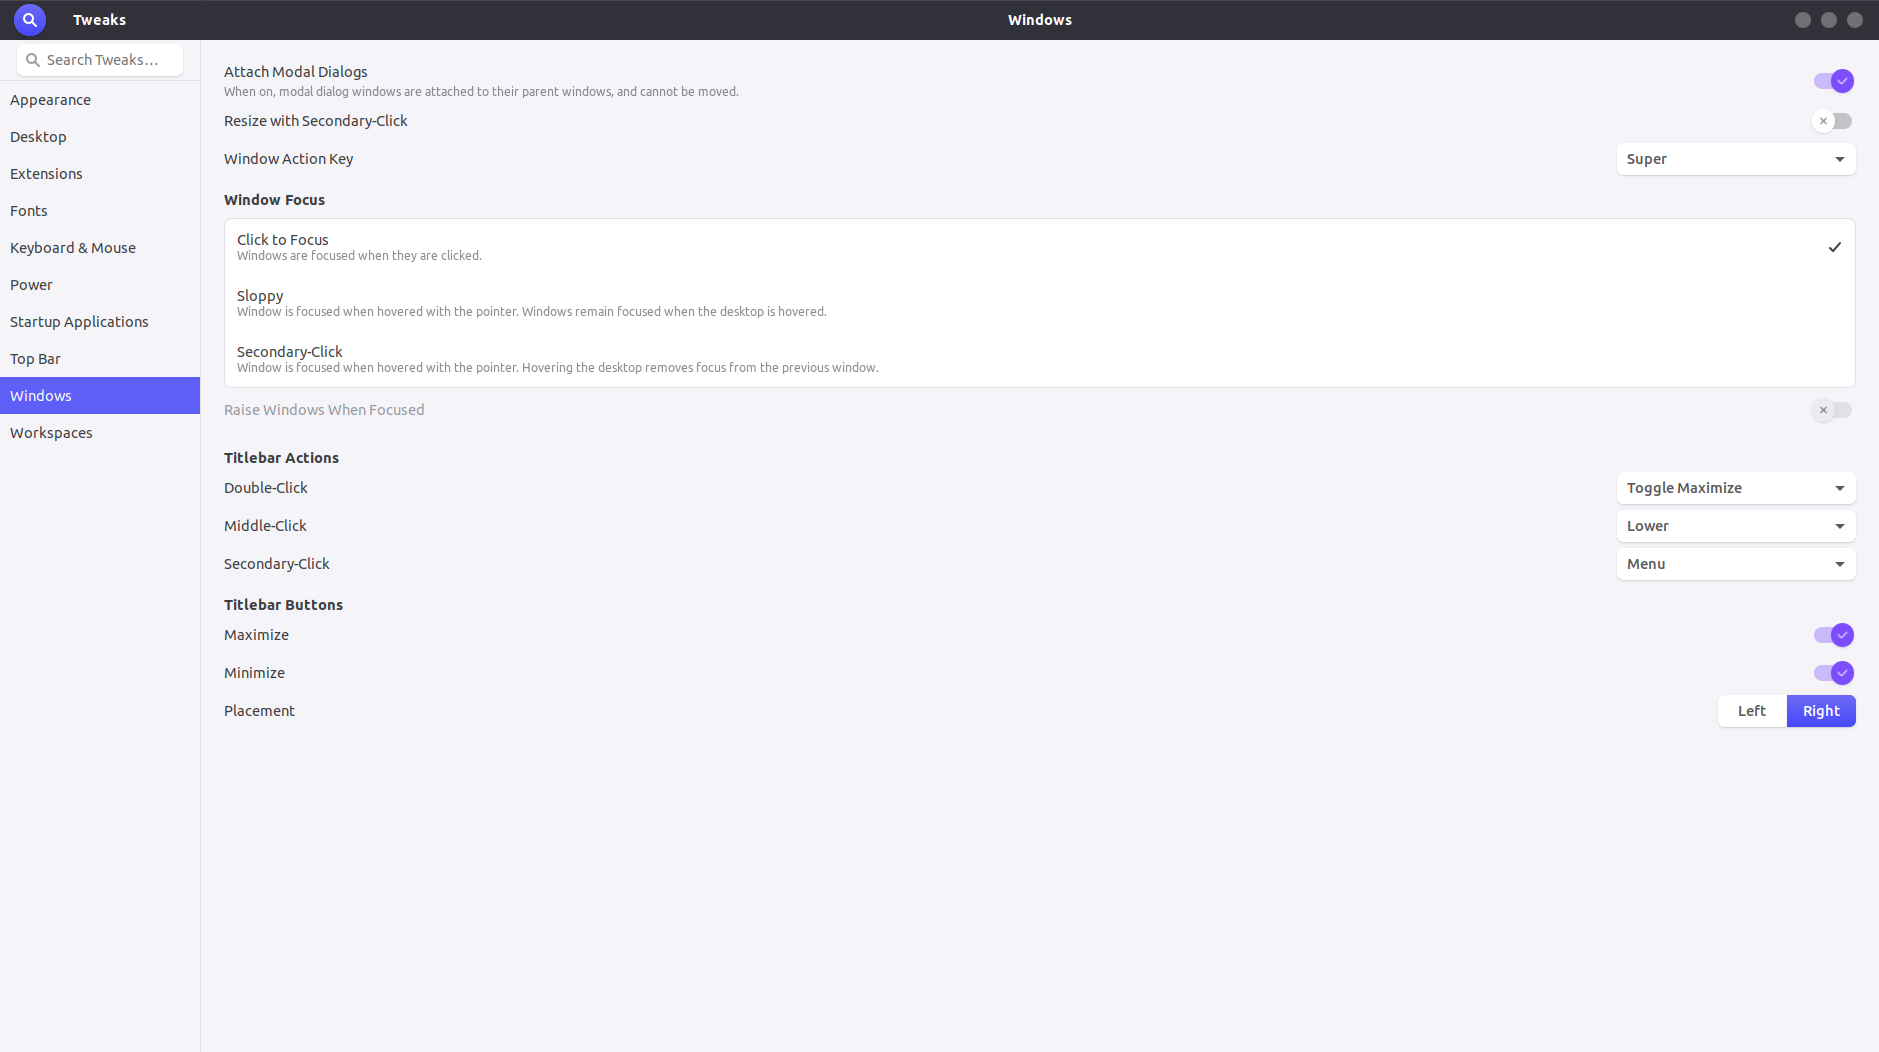 Tweaks
Windows
Search Tweaks...
Appearance
Desktop
Extensions
Fonts
Keyboard & Mouse
Power
Startup Applications
Top Bar
Windows
Workspaces
Attach Modal Dialogs
When on, modal dialog windows are attached to their parent windows, and cannot be moved.
Resize with Secondary-Click
Window Action Key
Super
Window Focus
Click to Focus
Windows are focused when they are clicked.
Sloppy
Window is focused when hovered with the pointer. Windows remain focused when the desktop is hovered.
Secondary-Click
Window is focused when hovered with the pointer. Hovering the desktop removes focus from the previous window.
Raise Windows When Focused
Titlebar Actions
Double-Click
Toggle Maximize
Middle-Click
Lower
Secondary-Click
Menu
Titlebar Buttons
Maximize
Minimize
Placement
Left
Right